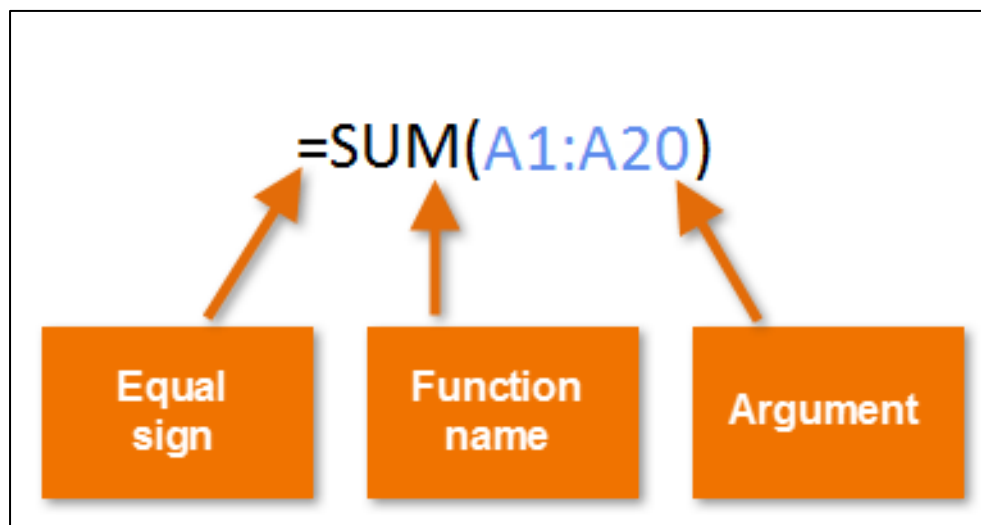 =SUM(A1:A20)
Equal
sign
Function
name
Argument